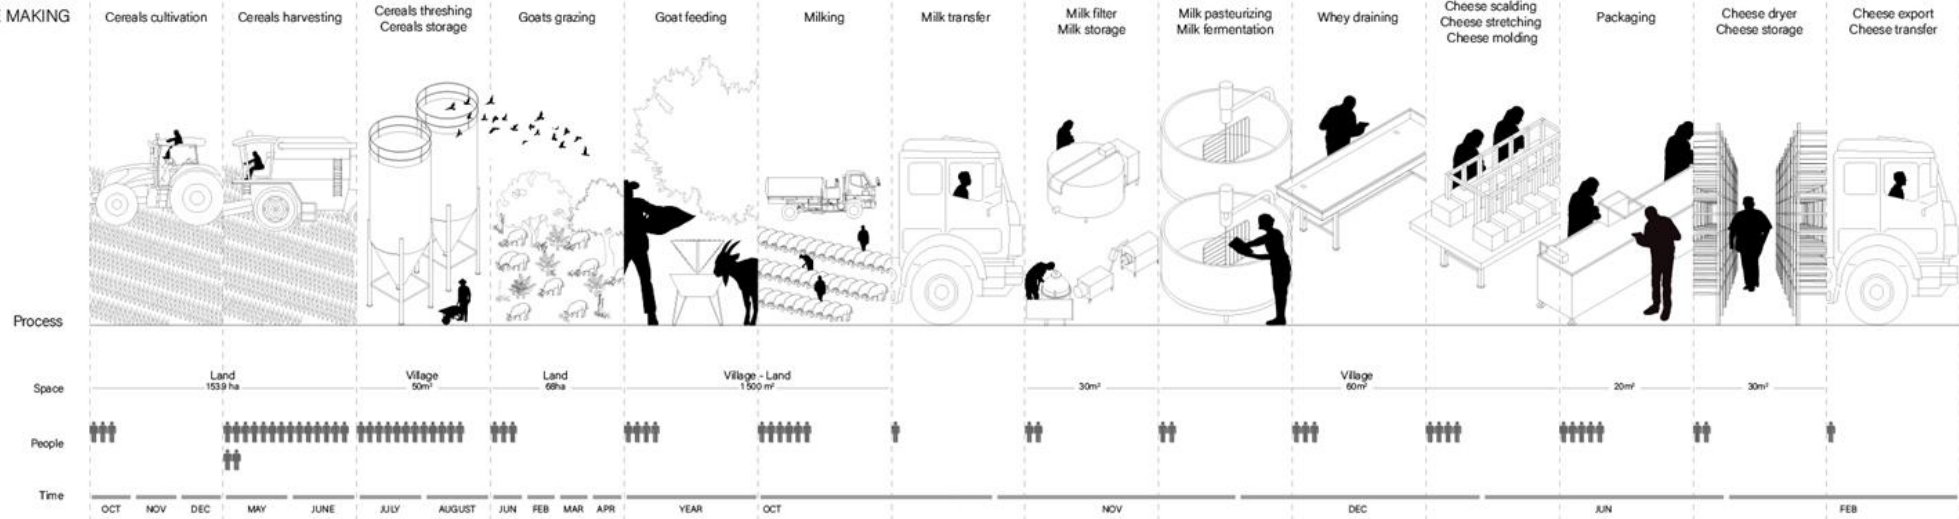 MAKING
Cereals cultivation
Cereals harvesting
Cereals threshing
Cereals storage
Goats grazing
Goat feeding
Milking
Milk transfer
Milk filter
Milk storage
Milk pasteurizing
Milk fermentation
Whey draining
Cheese scalding
Cheese stretching
Cheese molding
Packaging
Cheese dryer
Cheese storage
Cheese export
Cheese transfer
Process
Space
Land
153.9 ha
Village
50m²
Land
68ha
Village - Land
1 500 m²
30m²
Village
60m²
20m²
30m²
People
Time
OCT NOV DEC MAY JUNE JULY AUGUST JUN FEB MAR APR YEAR OCT NOV DEC JUN FEB